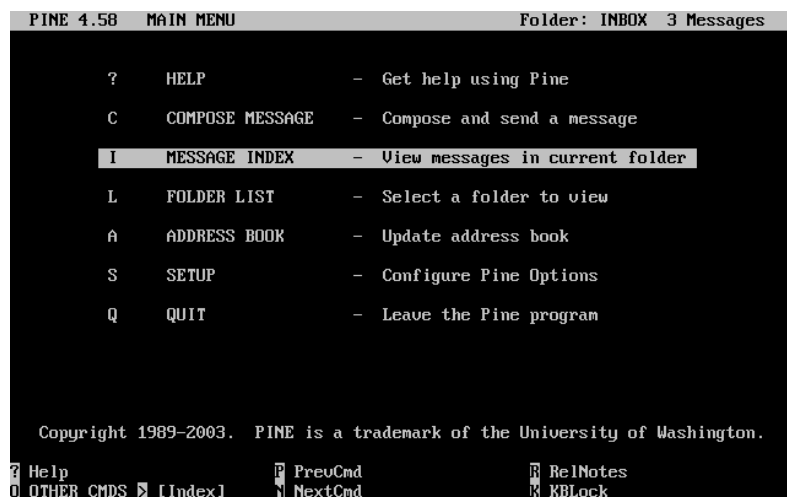 PINE 4.58 MAIN MENU Folder: INBOX 3 Messages
? HELP - Get help using Pine
C COMPOSE MESSAGE - Compose and send a message
I MESSAGE INDEX - View messages in current folder
L FOLDER LIST - Select a folder to view
A ADDRESS BOOK - Update address book
S SETUP - Configure Pine Options
Q QUIT - Leave the Pine program
Copyright 1989-2003. PINE is a trademark of the University of Washington.
? Help P PrevCmd R RelNotes
O OTHER CMDS > [Index] N NextCmd K KBLock